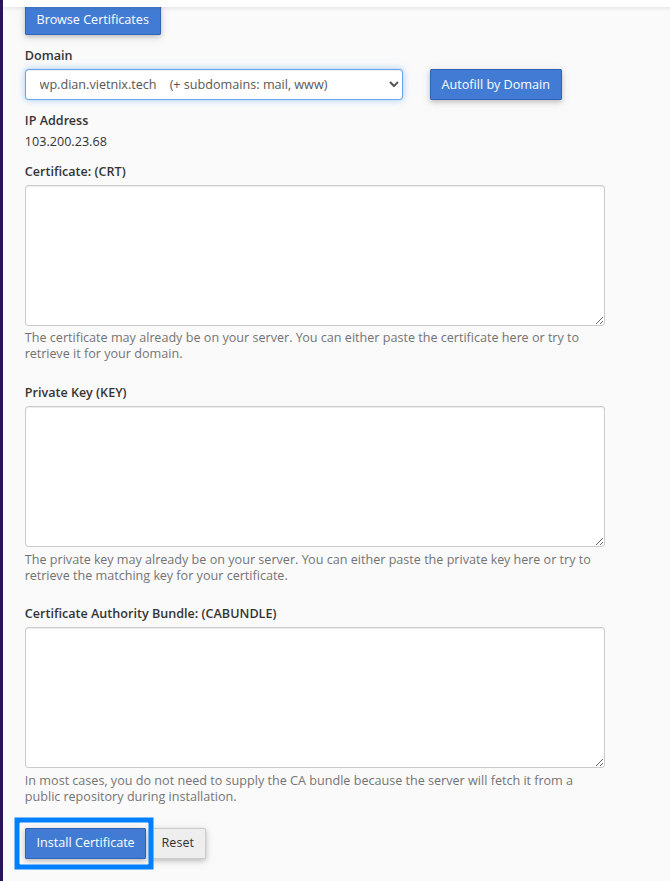 Browse Certificates
Domain
wp.dian.vietnix.tech (+ subdomains: mail, www)
Autofill by Domain
IP Address
103.200.23.68
Certificate: (CRT)
The certificate may already be on your server. You can either paste the certificate here or try to
retrieve it for your domain.
Private Key (KEY)
The private key may already be on your server. You can either paste the private key here or try to
retrieve the matching key for your certificate.
Certificate Authority Bundle: (CABUNDLE)
In most cases, you do not need to supply the CA bundle because the server will fetch it from a
public repository during installation.
Install Certificate Reset